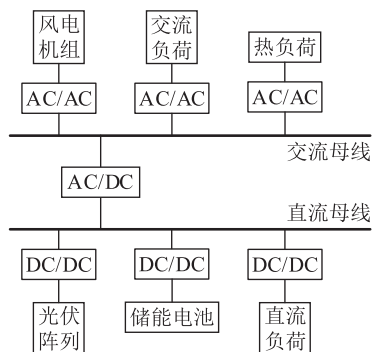 风电
机组
交流
负荷
热负荷
AC/AC
AC/AC
AC/AC
交流母线
AC/DC
直流母线
DC/DC
DC/DC
DC/DC
光伏
阵列
储能电池
直流
负荷